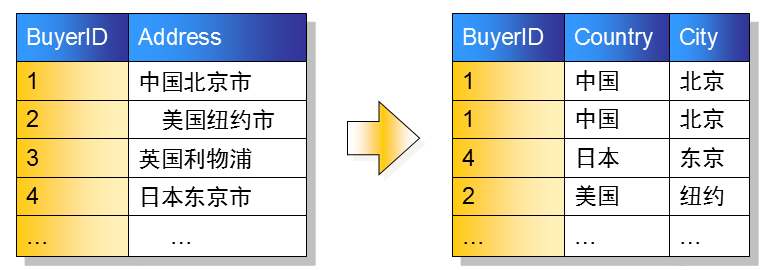 BuyerID Address
1 中国北京市
2 美国纽约市
3 英国利物浦
4 日本东京市
… …
BuyerID Country City
1 中国 北京
1 中国 北京
4 日本 东京
2 美国 纽约
… … …